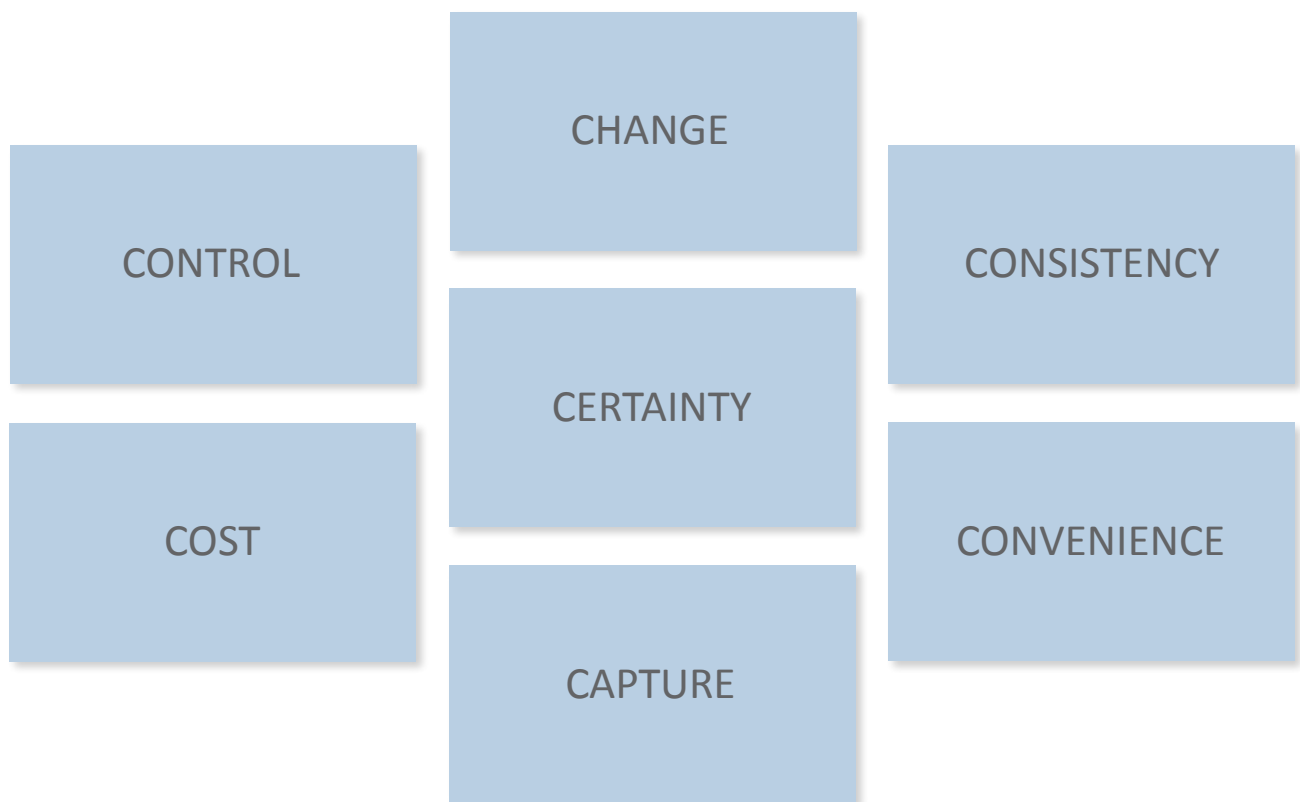 CHANGE
CONTROL
CONSISTENCY
CERTAINTY
COST
CONVENIENCE
CAPTURE